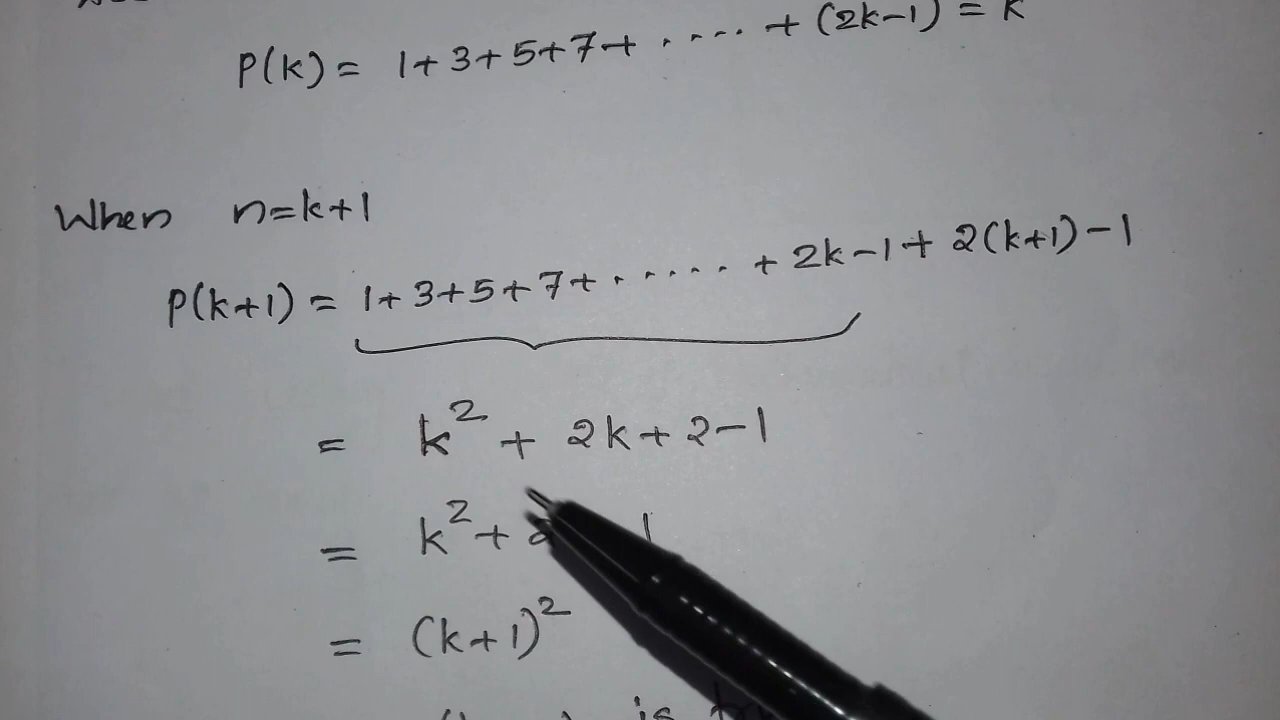 P(k) = 1+3+5+7+ ..... + (2k-1) = k
When n=k+1
P(k+1) = 1+3+5+7+ ...... + 2k-1+ 2(k+1)-1
= k² + 2k+2-1
= k² + 1
= (k+1)²
is